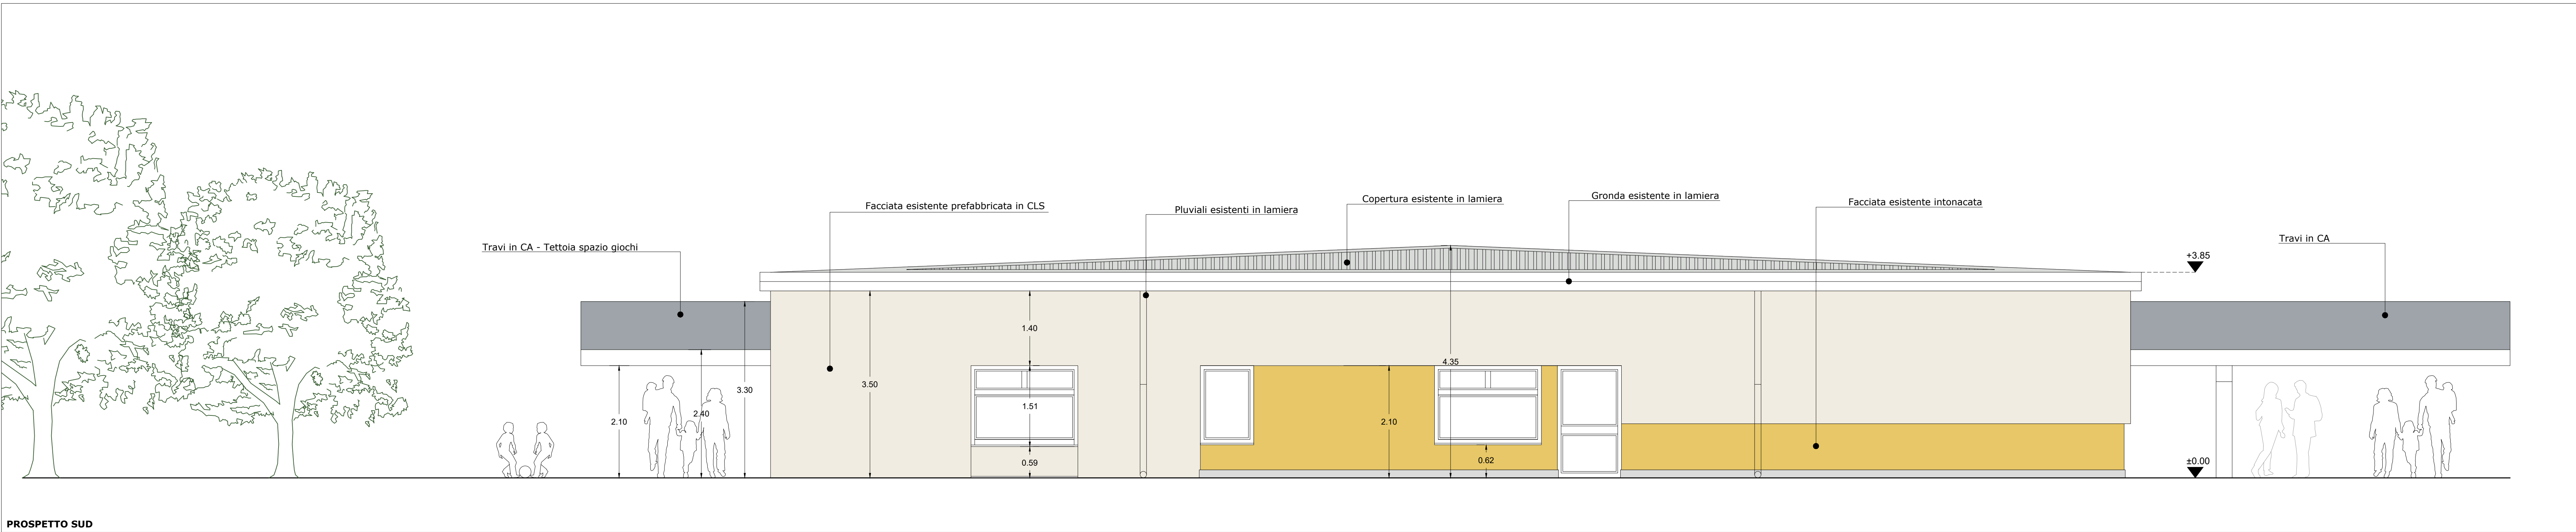 Gronda esistente in lamiera
Copertura esistente in lamiera
Facciata esistente intonacata
Facciata esistente prefabbricata in CLS
Pluviali esistenti in lamiera
Travi in CA
Travi in CA - Tettoia spazio giochi
+3.85
1.40
4.35
3.50
3.30
1.51
2.40
2.10
2.10
0.62
0.59
±0.00
PROSPETTO SUD